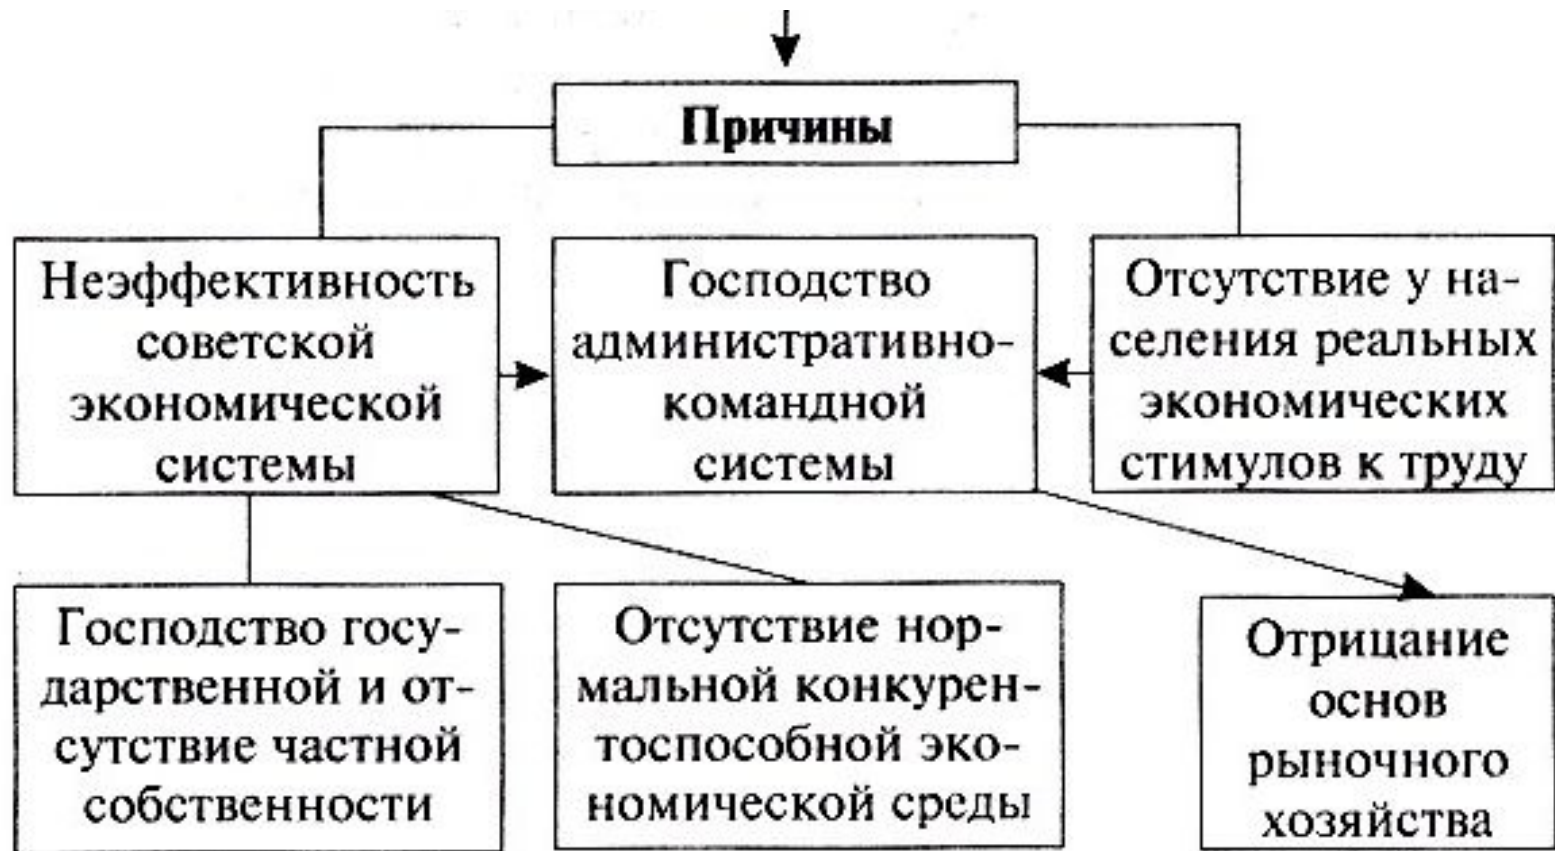 Причины
Неэффективность
советской
экономической
системы
Господство
административно-
командной
системы
Отсутствие у на-
селения реальных
экономических
стимулов к труду
Господство госу-
дарственной и от-
сутствие частной
собственности
Отсутствие нор-
мальной конкурен-
тоспособной эко-
номической среды
Отрицание
основ
рыночного
хозяйства